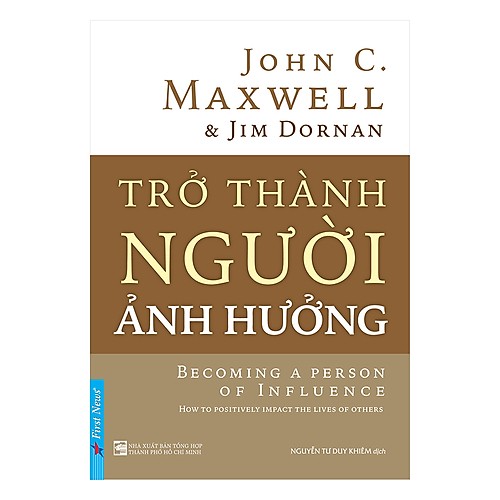 JOHN C.
MAXWELL
& JIM DORNAN
TRỞ THÀNH
NGƯỜI
ẢNH HƯỞNG
BECOMING A PERSON
OF INFLUENCE
HOW TO POSITIVELY IMPACT THE LIVES OF OTHERS
First News
NHÀ XUẤT BẢN TỔNG HỢP
THÀNH PHỐ HỒ CHÍ MINH
NGUYỄN TƯ DUY KHIÊM dịch